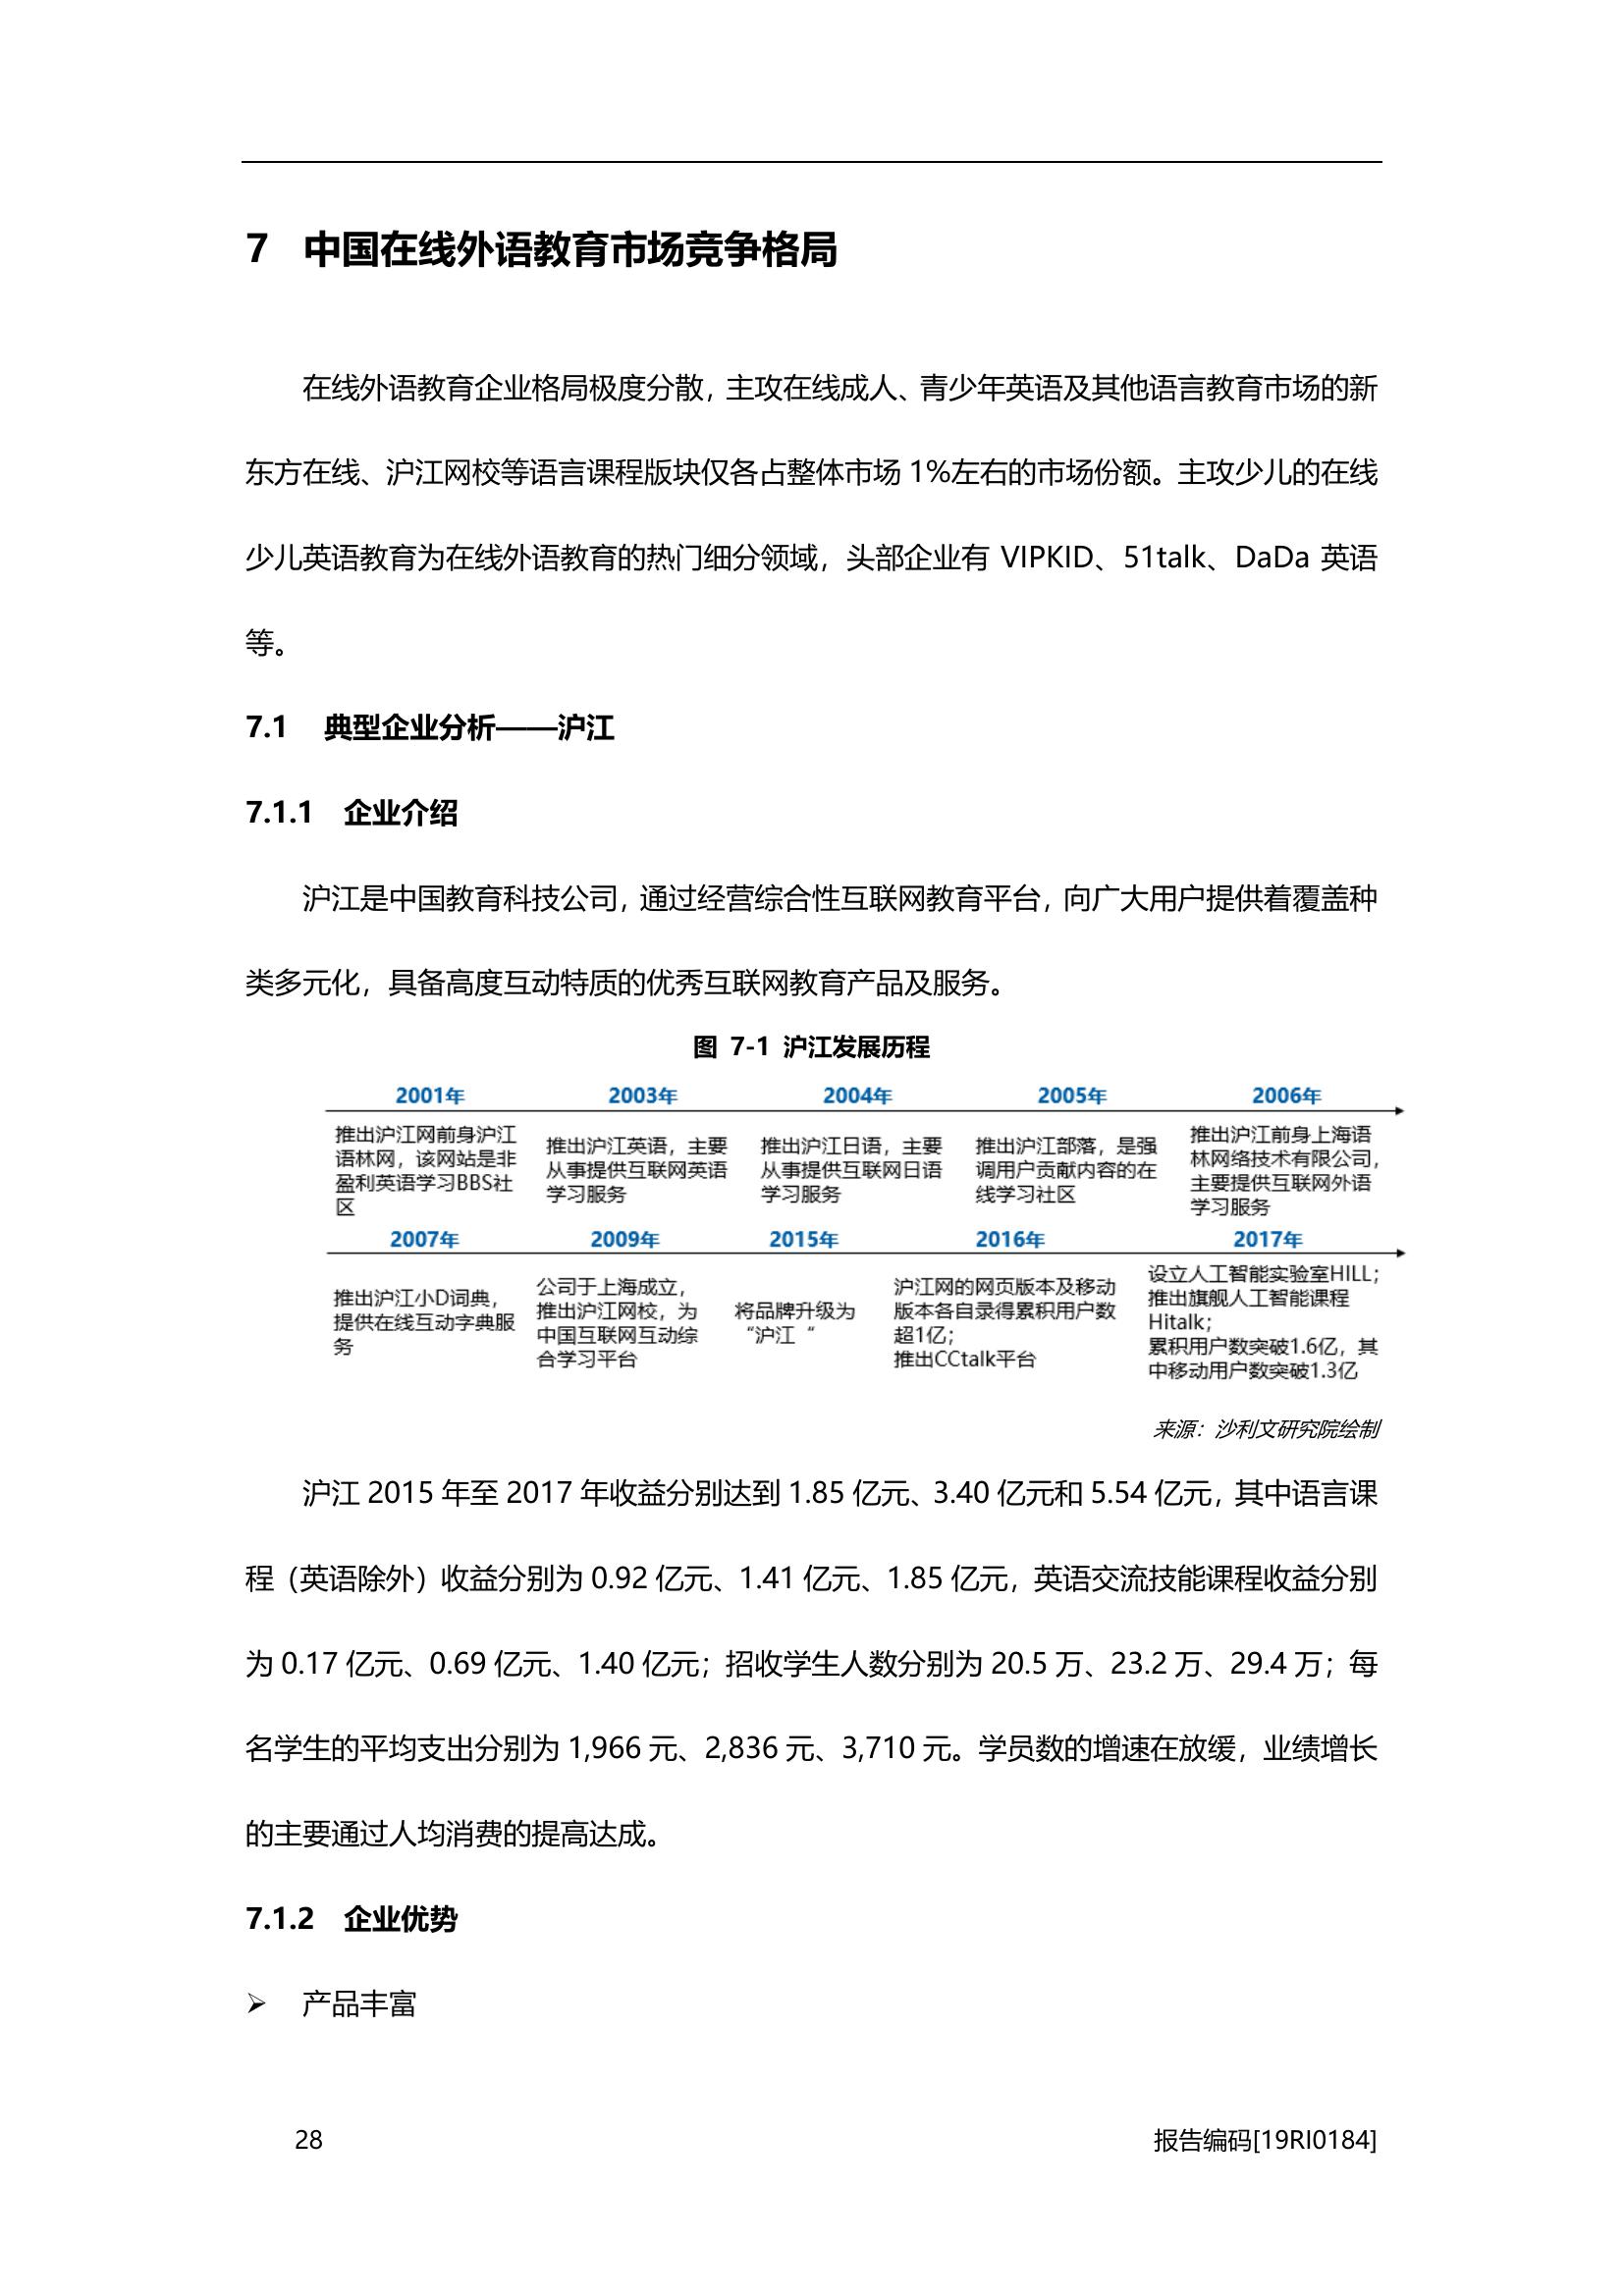 7 中国在线外语教育市场竞争格局
在线外语教育企业格局极度分散，主攻在线成人、青少年英语及其他语言教育市场的新
东方在线、沪江网校等语言课程版块仅各占整体市场 1%左右的市场份额。主攻少儿的在线
少儿英语教育为在线外语教育的热门细分领域，头部企业有 VIPKID、51talk、DaDa 英语
等。
7.1 典型企业分析——沪江
7.1.1 企业介绍
沪江是中国教育科技公司，通过经营综合性互联网教育平台，向广大用户提供着覆盖种
类多元化，具备高度互动特质的优秀互联网教育产品及服务。
图 7-1 沪江发展历程
2001年
推出沪江网前身沪江
语林网，该网站是非
盈利英语学习BBS社
区
2003年
推出沪江英语，主要
从事提供互联网英语
学习服务
2004年
推出沪江日语，主要
从事提供互联网日语
学习服务
2005年
推出沪江部落，是强
调用户贡献内容的在
线学习社区
2006年
推出沪江前身上海语
林网络技术有限公司，
主要提供互联网外语
学习服务
2007年
推出沪江小D词典，
提供在线互动字典服
务
2009年
公司于上海成立，
推出沪江网校，为
中国互联网互动综
合学习平台
2015年
将品牌升级为
“沪江“
2016年
沪江网的网页版本及移动
版本各自录得累积用户数
超1亿；
推出CCtalk平台
2017年
设立人工智能实验室HILL；
推出旗舰人工智能课程
Hitalk；
累积用户数突破1.6亿，其
中移动用户数突破1.3亿
来源：沙利文研究院绘制
沪江 2015 年至 2017 年收益分别达到 1.85 亿元、3.40 亿元和 5.54 亿元，其中语言课
程（英语除外）收益分别为 0.92 亿元、1.41 亿元、1.85 亿元，英语交流技能课程收益分别
为 0.17 亿元、0.69 亿元、1.40 亿元；招收学生人数分别为 20.5 万、23.2 万、29.4 万；每
名学生的平均支出分别为 1,966 元、2,836 元、3,710 元。学员数的增速在放缓，业绩增长
的主要通过人均消费的提高达成。
7.1.2 企业优势
➢ 产品丰富
28 报告编码[19RI0184]